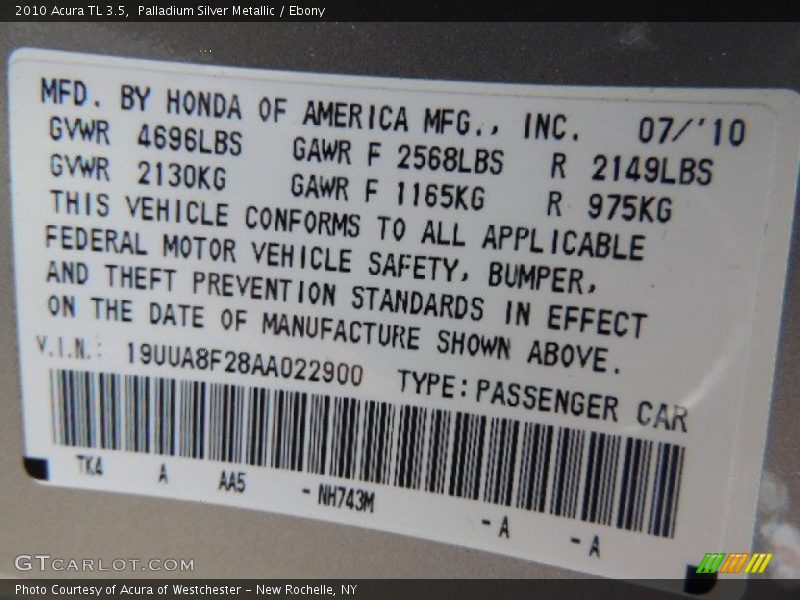 2010 Acura TL 3.5,  Palladium Silver Metallic / Ebony
MFD. BY HONDA OF AMERICA MFG., INC. 07/'10
GVWR 4696LBS GAWR F 2568LBS R 2149LBS
GVWR 2130KG GAWR F 1165KG R 975KG
THIS VEHICLE CONFORMS TO ALL APPLICABLE
FEDERAL MOTOR VEHICLE SAFETY, BUMPER,
AND THEFT PREVENTION STANDARDS IN EFFECT
ON THE DATE OF MANUFACTURE SHOWN ABOVE.
V.I.N.: 19UUA8F28AA022900 TYPE: PASSENGER CAR
TK4 A AA5 - NH743M - A - A
GTCARLOT.COM
Photo Courtesy of Acura of Westchester – New Rochelle, NY